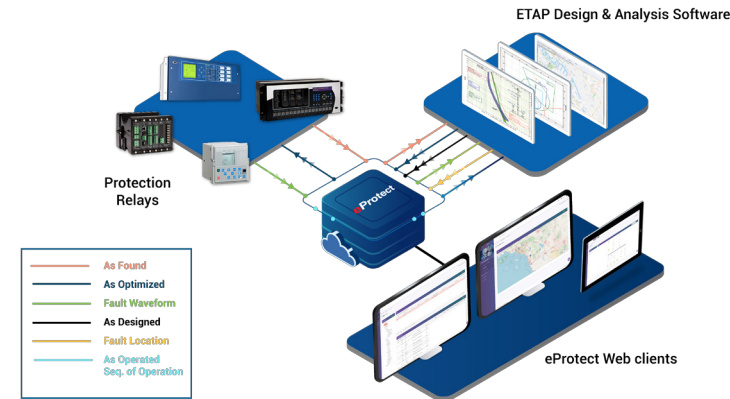 ETAP Design & Analysis Software
Protection
Relays
eProtect
As Found
As Optimized
Fault Waveform
As Designed
Fault Location
As Operated
Seq. of Operation
eProtect Web clients